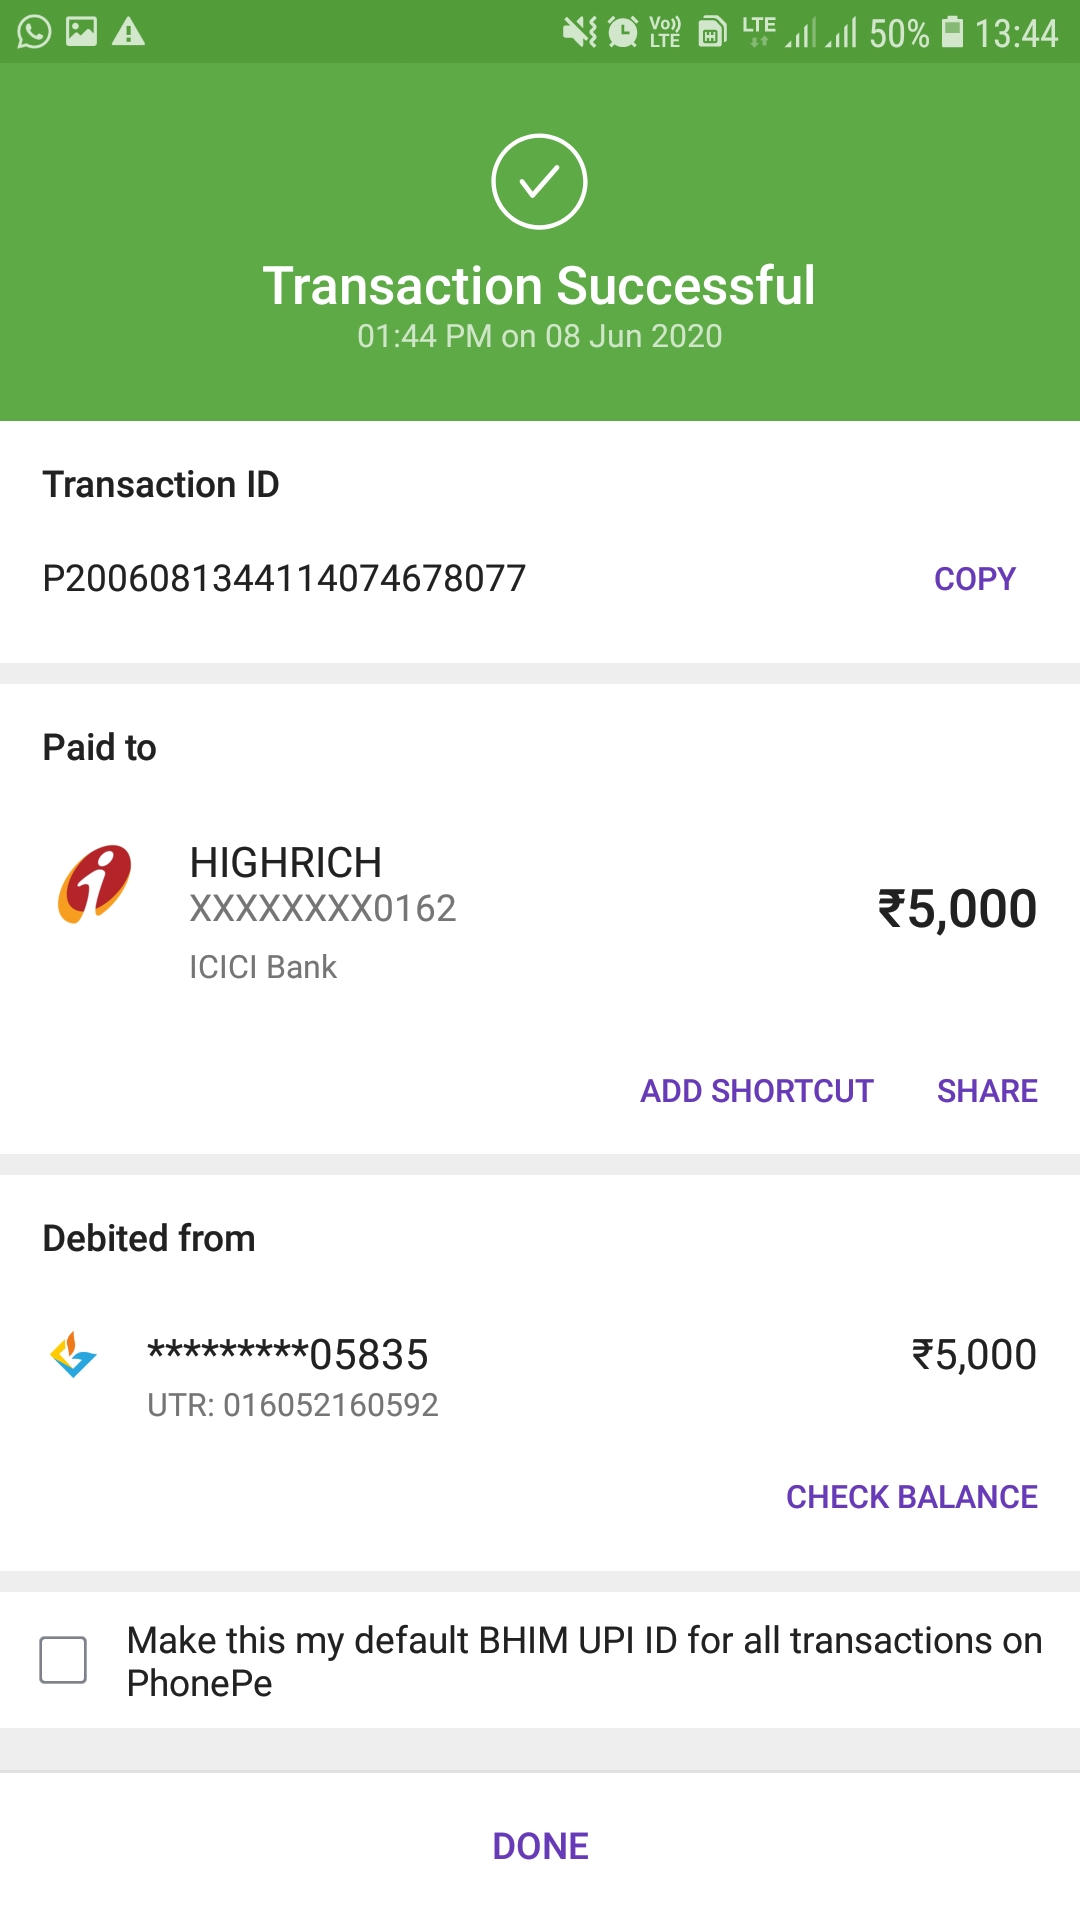 Vo)) LTE LTE 50% 13:44
Transaction Successful
01:44 PM on 08 Jun 2020
Transaction ID
P2006081344114074678077
COPY
Paid to
HIGHRICH
XXXXXXXX0162
₹5,000
ICICI Bank
ADD SHORTCUT SHARE
Debited from
*********05835
₹5,000
UTR: 016052160592
CHECK BALANCE
Make this my default BHIM UPI ID for all transactions on
PhonePe
DONE